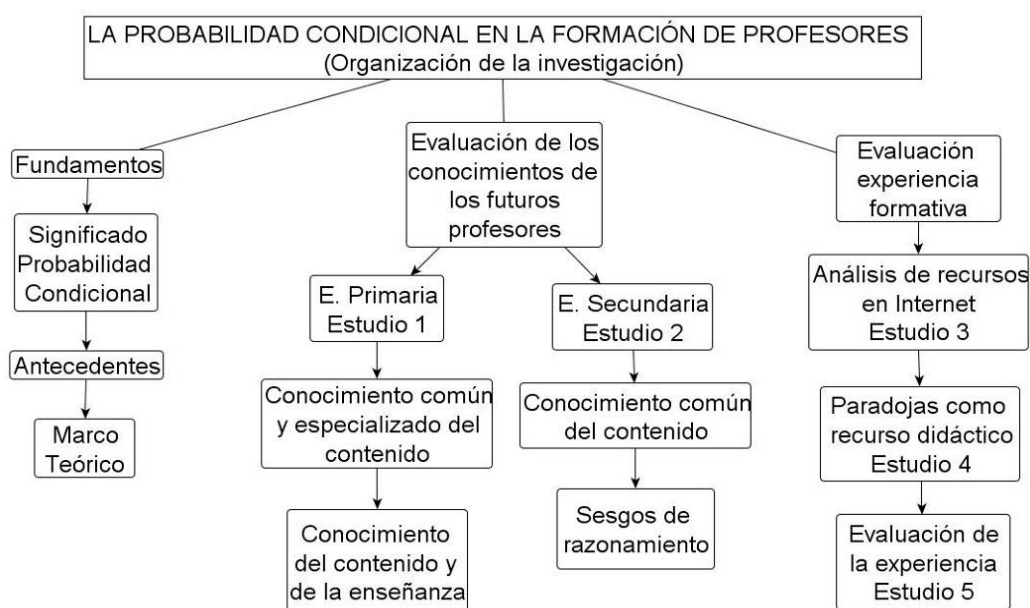 LA PROBABILIDAD CONDICIONAL EN LA FORMACIÓN DE PROFESORES
(Organización de la investigación)
Fundamentos
Significado
Probabilidad
Condicional
Antecedentes
Marco
Teórico
Evaluación de los
conocimientos de
los futuros
profesores
E. Primaria
Estudio 1
Conocimiento común
y especializado del
contenido
Conocimiento
del contenido y
de la enseñanza
E. Secundaria
Estudio 2
Conocimiento común
del contenido
Sesgos de
razonamiento
Evaluación
experiencia
formativa
Análisis de recursos
en Internet
Estudio 3
Paradojas como
recurso didáctico
Estudio 4
Evaluación de
la experiencia
Estudio 5